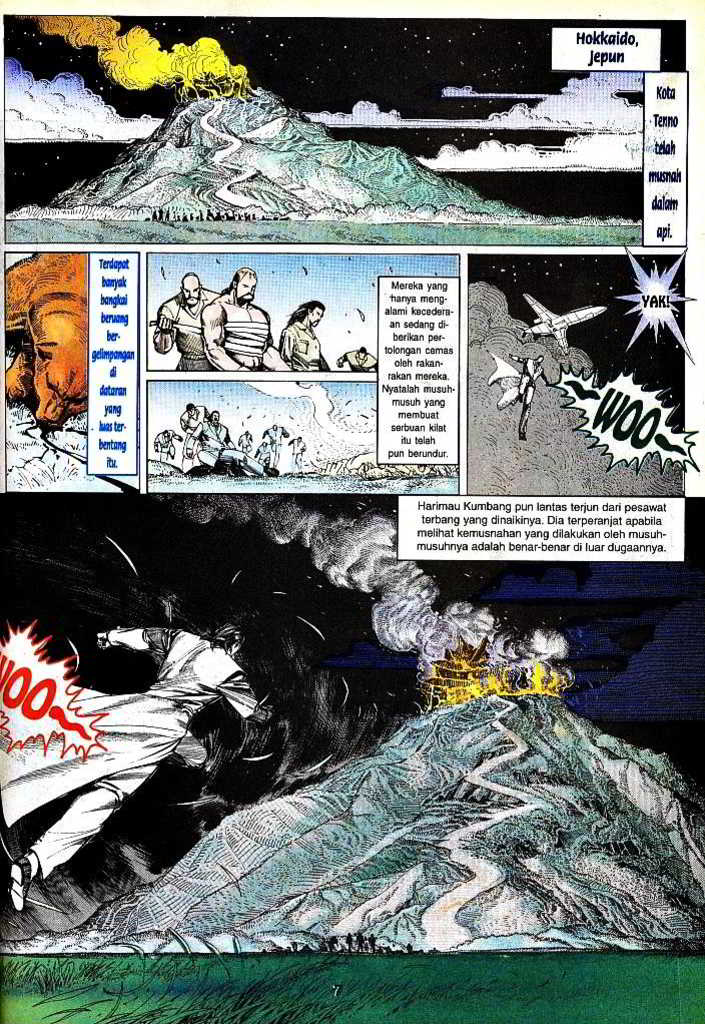 Hokkaido,
Jepun
Kota
Tenno
telah
musnah
dalam
api.
Terdapat
banyak
bangkai
beruang
ber-
gelimpangan
di
dataran
yang
luas ter-
bentang
itu.
Mereka yang
hanya meng-
alami kecedera-
an sedang di-
berikan per-
tolongan cemas
oleh rakan-
rakan mereka.
Nyatalah musuh-
musuh yang
membuat
serbuan kilat
itu telah
pun berundur.
YAK!
WOO~
Harimau Kumbang pun lantas terjun dari pesawat
terbang yang dinaikinya. Dia terperanjat apabila
melihat kemusnahan yang dilakukan oleh musuh-
musuhnya adalah benar-benar di luar dugaannya.
WOO~
7